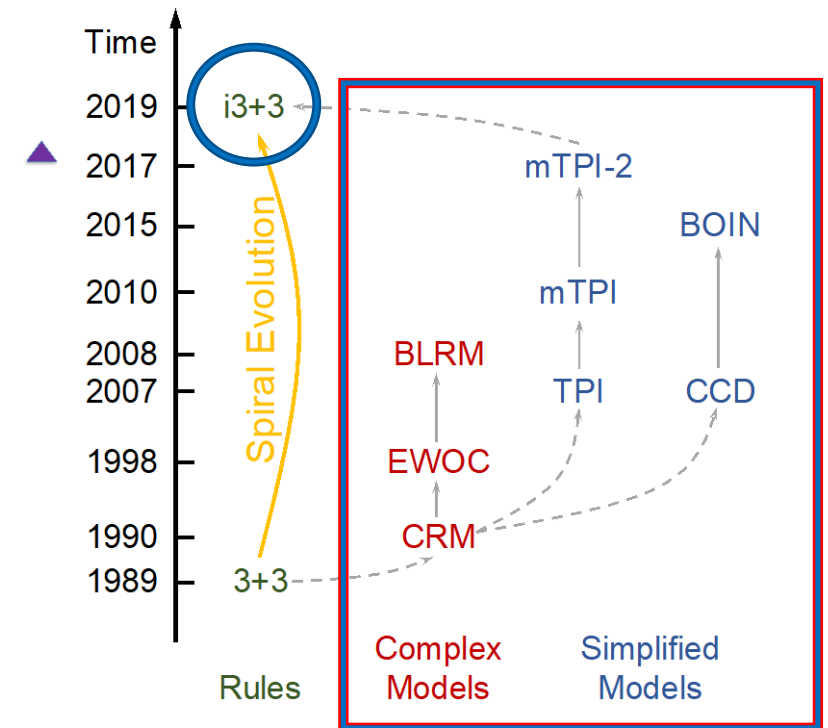 Time
2019
i3+3
2017
mTPI-2
2015
BOIN
2010
mTPI
Spiral Evolution
2008
BLRM
2007
TPI
CCD
1998
EWOC
1990
CRM
1989
3+3
Rules
Complex
Models
Simplified
Models